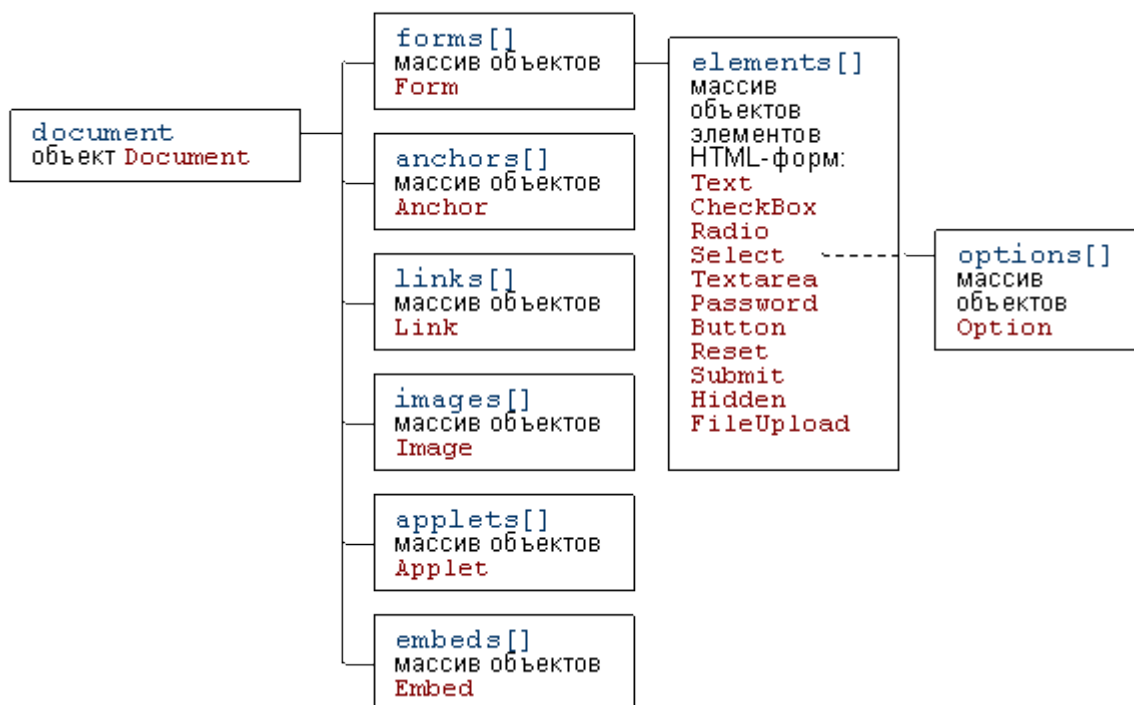 document
объект Document
forms[]
массив объектов
Form
anchors[]
массив объектов
Anchor
links[]
массив объектов
Link
images[]
массив объектов
Image
applets[]
массив объектов
Applet
embeds[]
массив объектов
Embed
elements[]
массив
объектов
элементов
HTML-форм:
Text
CheckBox
Radio
Select
Textarea
Password
Button
Reset
Submit
Hidden
FileUpload
options[]
массив
объектов
Option